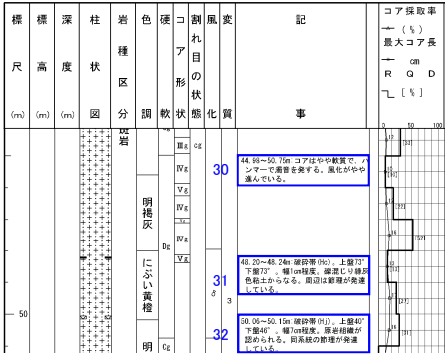 標 尺 (m)
標 高 (m)
深 度 (m)
柱 状 図
岩 種 区 分
色 調
硬 軟
コ ア 形 状
割 れ 目 の 状 態
風 化
変 質
記 事
コア採取率
(%)
最大コア長
cm
R Q D
[%]
0 50 100
斑岩
Cg
Ⅲg
cg
Ⅳg
Ⅴg
Ⅳg
Ⅳg
Ⅴg
Dg
Cg
明褐灰
にぶい黄橙
明
30
31
8
3
32
50
44.98~50.75m コアはやや軟質で、ハ
ンマーで濁音を発する。風化がやや
進んでいる。
48.20~48.24m 破砕帯(Hc)。上盤73°
下盤73°、幅1cm程度。礫混じり緑灰
色粘土からなる。周辺は節理が発達
している。
50.06~50.15m 破砕帯(Hj)。上盤40°
下盤46°、幅7cm程度。原岩組織が
認められる。同系統の節理が発達
している。